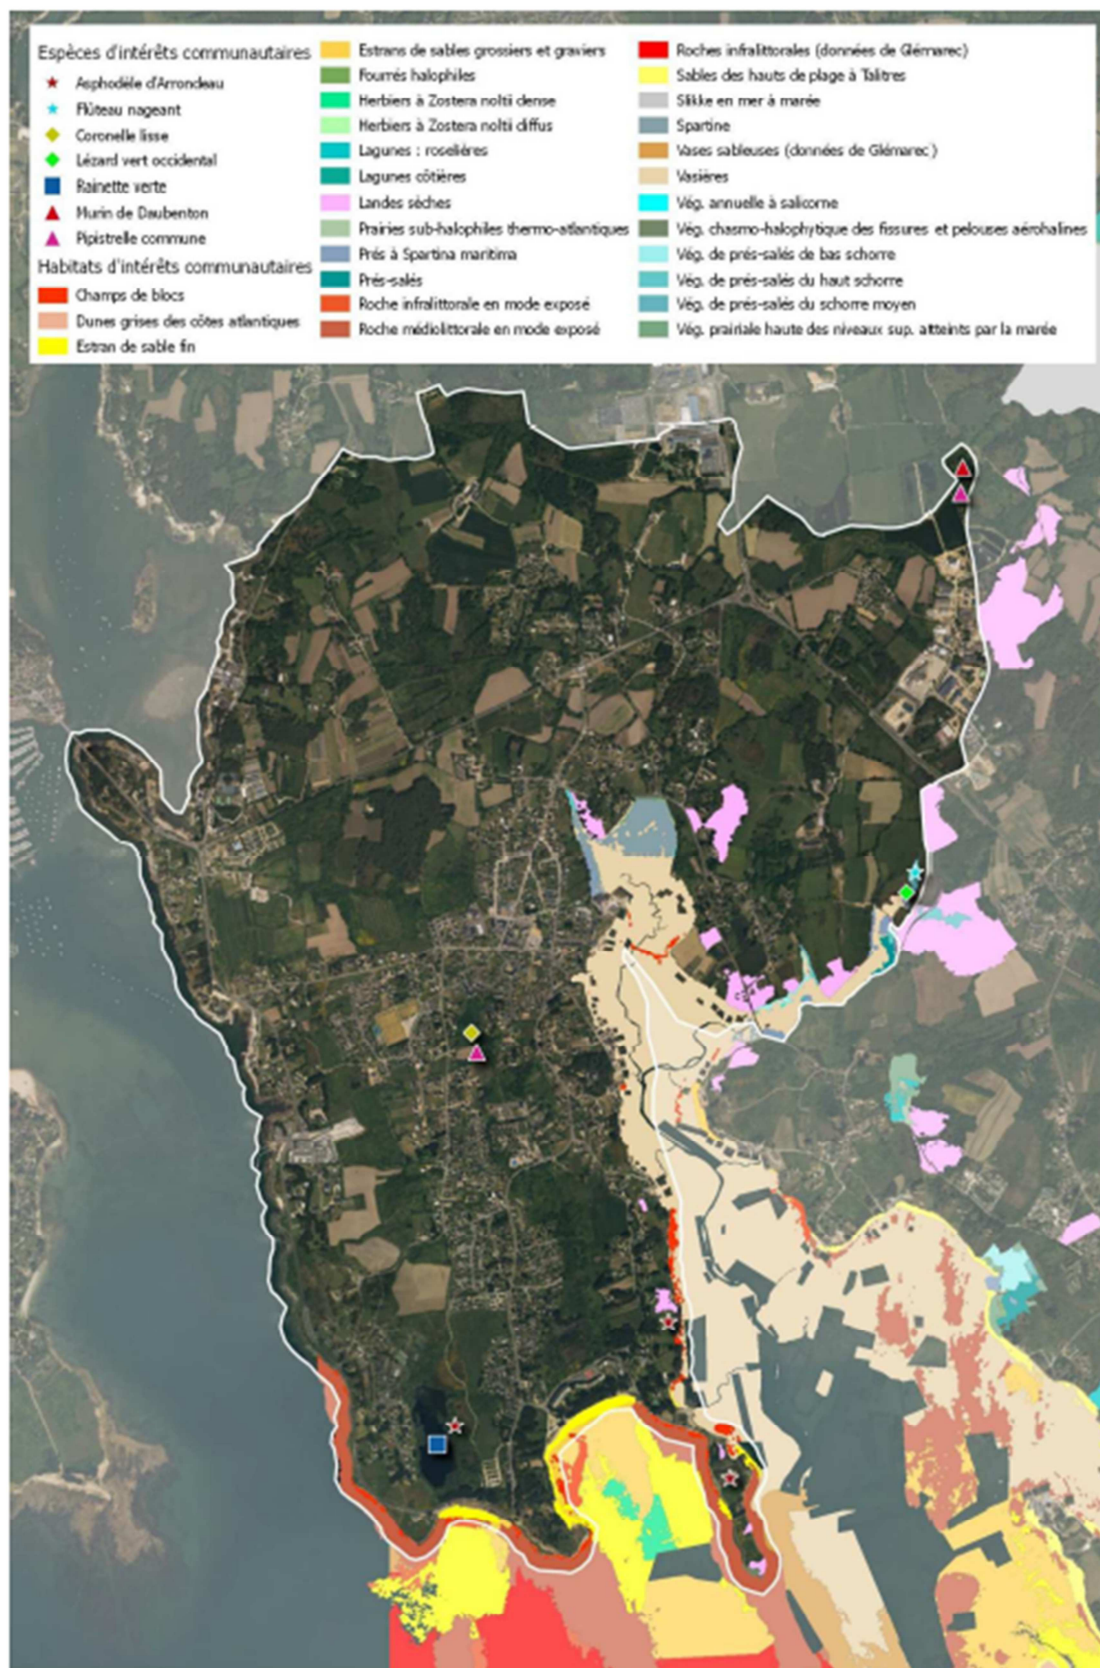 Espèces d'intérêts communautaires
Asphodèle d'Arrondeau
Flûteau nageant
Coronelle lisse
Lézard vert occidental
Rainette verte
Murin de Daubenton
Pipistrelle commune
Habitats d'intérêts communautaires
Champs de blocs
Dunes grises des côtes atlantiques
Estran de sable fin
Estrans de sables grossiers et graviers
Fourrés halophiles
Herbiers à Zostera noltii dense
Herbiers à Zostera noltii diffus
Lagunes : roselières
Lagunes côtières
Landes sèches
Prairies sub-halophiles thermo-atlantiques
Prés à Spartina maritima
Prés-salés
Roche infralittorale en mode exposé
Roche médiolittorale en mode exposé
Roches infralittorales (données de Glémarec)
Sables des hauts de plage à Talitres
Slikke en mer à marée
Spartine
Vases sableuses (données de Glémarec)
Vasières
Vég. annuelle à salicorne
Vég. chasmo-halophytique des fissures et pelouses aérohalines
Vég. de prés-salés de bas schorre
Vég. de prés-salés du haut schorre
Vég. de prés-salés du schorre moyen
Vég. prairiale haute des niveaux sup. atteints par la marée